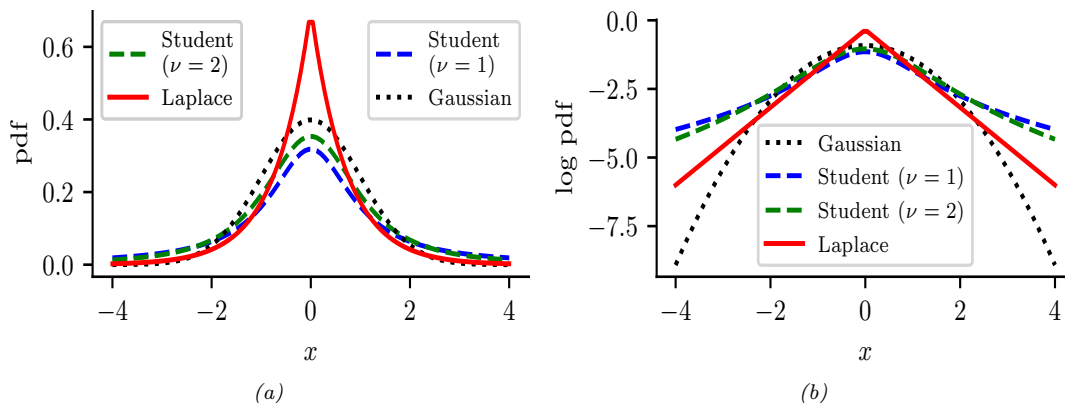 Student
(ν = 2)
Laplace
Student
(ν = 1)
Gaussian
pdf
0.6
0.4
0.2
0.0
−4
−2
0
2
4
x
(a)
log pdf
0.0
−2.5
−5.0
−7.5
Gaussian
Student (ν = 1)
Student (ν = 2)
Laplace
−4
−2
0
2
4
x
(b)